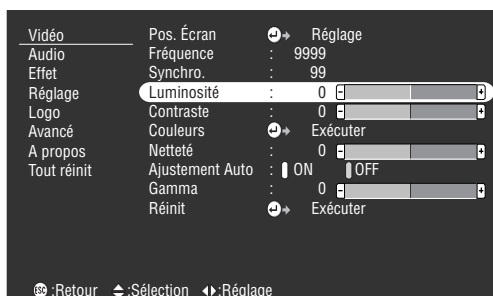 Vidéo
Audio
Effet
Réglage
Logo
Avancé
A propos
Tout réinit
Pos. Écran Réglage
Fréquence : 9999
Synchro. : 99
Luminosité : 0 - +
Contraste : 0 - +
Couleurs Exécuter
Netteté : 0 - +
Ajustement Auto : ON OFF
Gamma : 0 - +
Réinit Exécuter
ESC :Retour :Sélection :Réglage